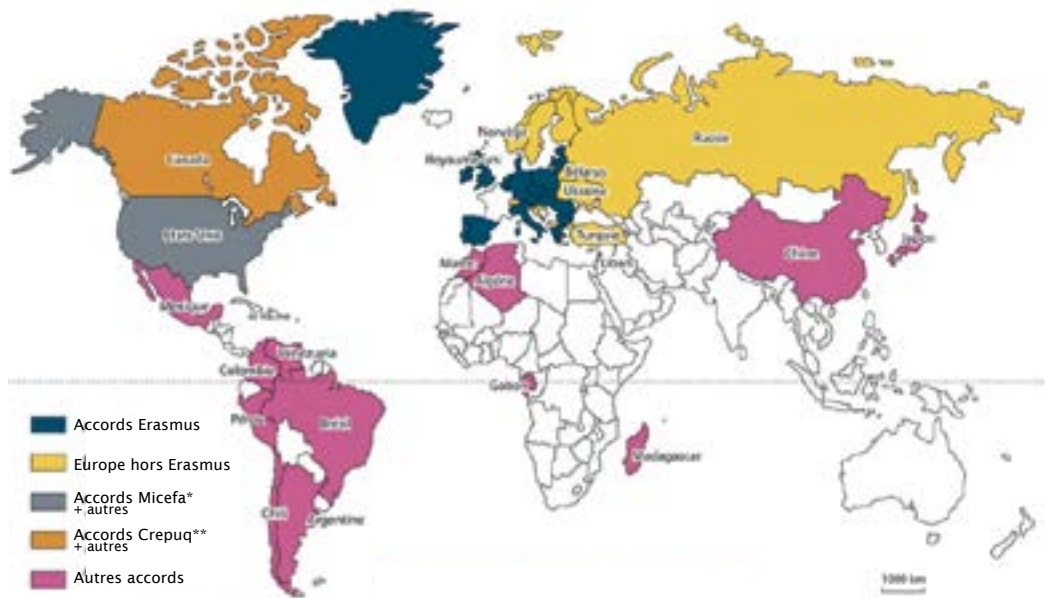 Norvège
Canada
Russie
Royaume-Uni
Bélarus
Ukraine
États-Unis
Turquie
Chine
Japon
Liban
Maroc
Algérie
Mexique
Venezuela
Colombie
Gabon
Pérou
Brésil
Madagascar
Chili
Argentine
Accords Erasmus
Europe hors Erasmus
Accords Micefa*
+ autres
Accords Crepuq**
+ autres
Autres accords
1000 km